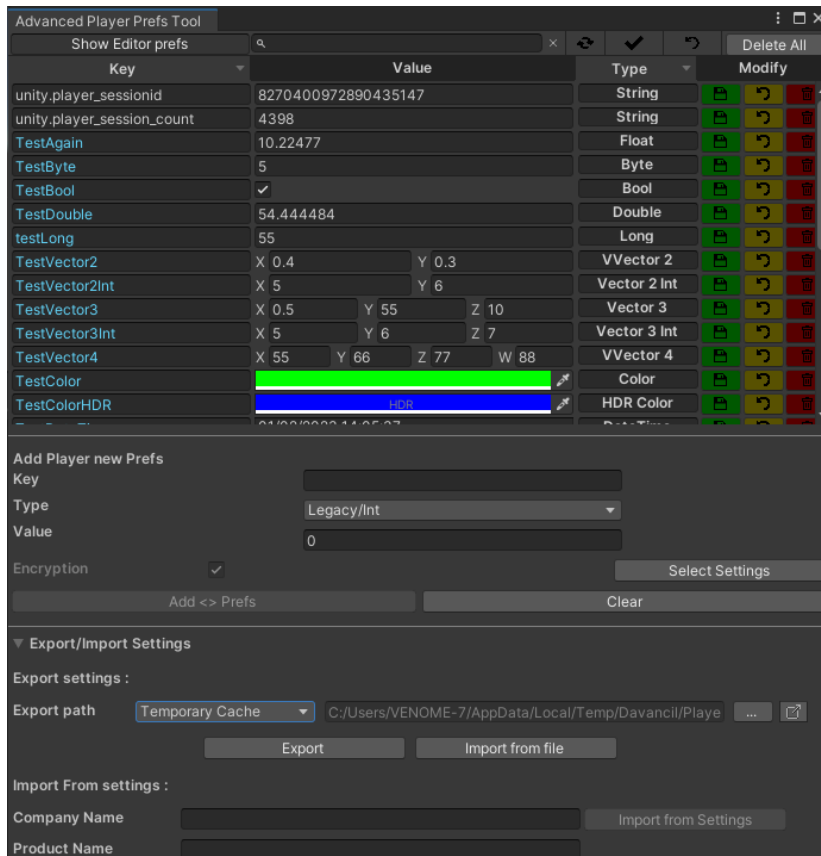 Advanced Player Prefs Tool
Show Editor prefs Delete All
Key Value Type Modify
unity.player_sessionid 8270400972890435147 String
unity.player_session_count 4398 String
TestAgain 10.22477 Float
TestByte 5 Byte
TestBool Bool
TestDouble 54.444484 Double
testLong 55 Long
TestVector2 X 0.4 Y 0.3 VVector 2
TestVector2Int X 5 Y 6 Vector 2 Int
TestVector3 X 0.5 Y 55 Z 10 Vector 3
TestVector3Int X 5 Y 6 Z 7 Vector 3 Int
TestVector4 X 55 Y 66 Z 77 W 88 VVector 4
TestColor Color
TestColorHDR HDR HDR Color
DateTime
Add Player new Prefs
Key
Type Legacy/Int
Value 0
Encryption Select Settings
Add <> Prefs Clear
Export/Import Settings
Export settings :
Export path Temporary Cache C:/Users/VENOME-7/AppData/Local/Temp/Davancil/Playe ...
Export Import from file
Import From settings :
Company Name Import from Settings
Product Name